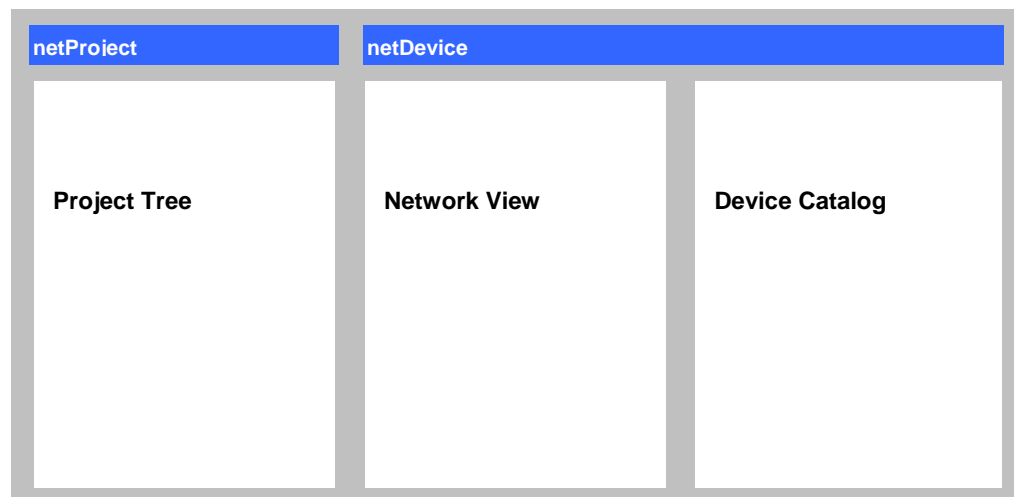 netProject
netDevice
Project Tree
Network View
Device Catalog